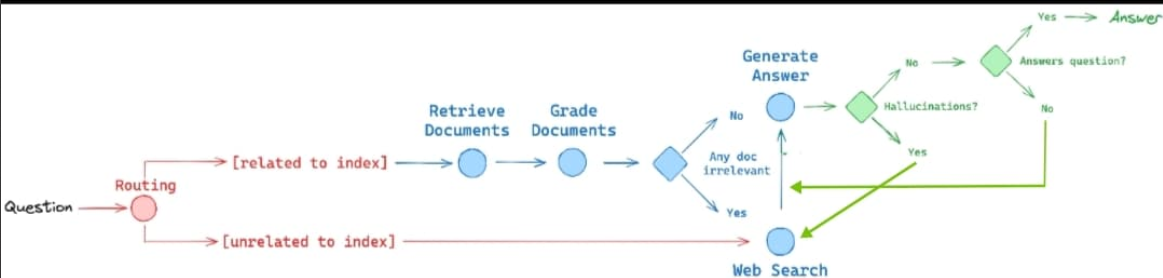 Yes
Answer
Answers question?
No
No
Hallucinations?
Yes
Generate
Answer
No
Any doc
irrelevant
Yes
Retrieve
Documents
Grade
Documents
[related to index]
Routing
Question
[unrelated to index]
Web Search